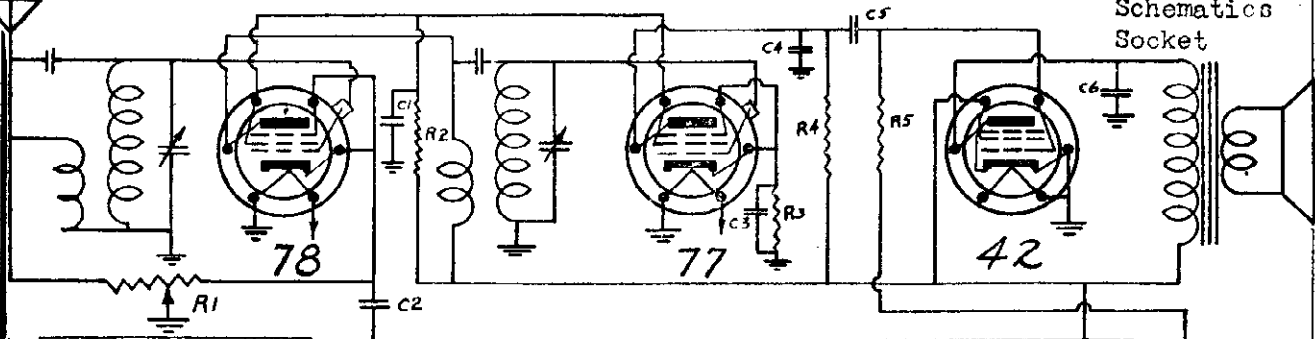 Schematics
Socket
C5
C4
C6
C1
R2
R4
R5
C3
R3
78
77
42
R1
C2